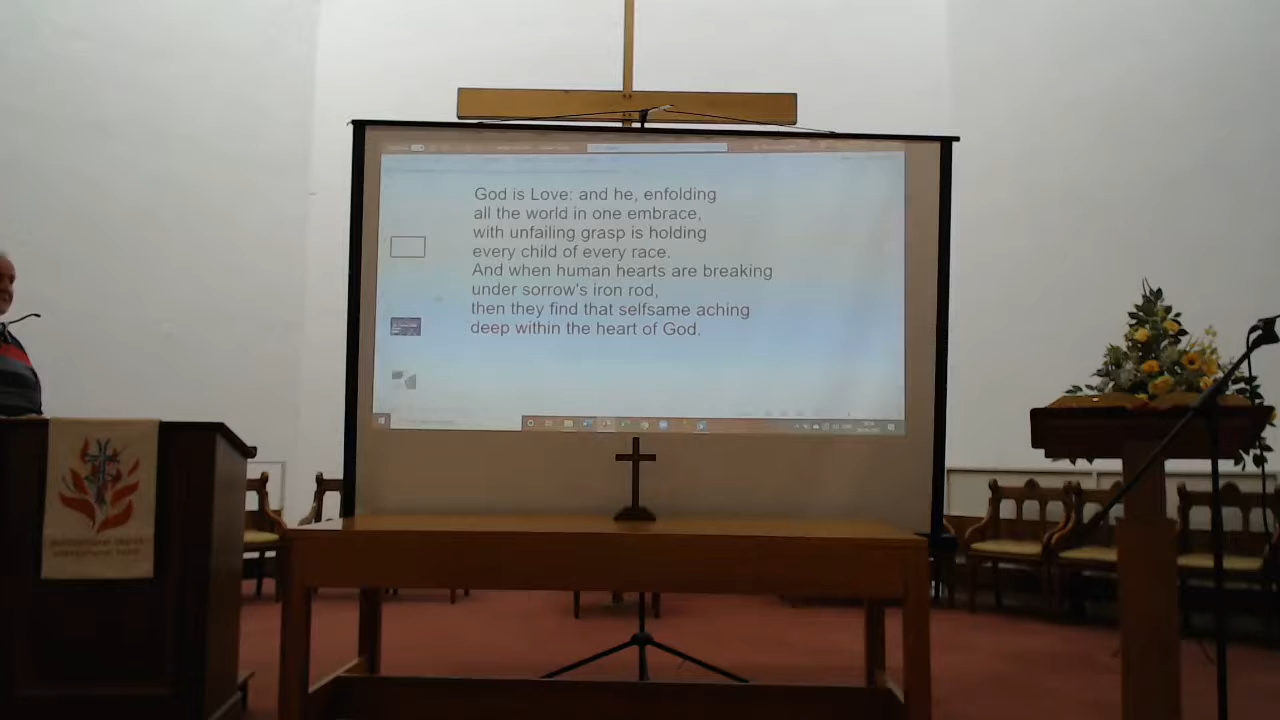 God is Love: and he, enfolding
all the world in one embrace,
with unfailing grasp is holding
every child of every race.
And when human hearts are breaking
under sorrow's iron rod,
then they find that selfsame aching
deep within the heart of God.